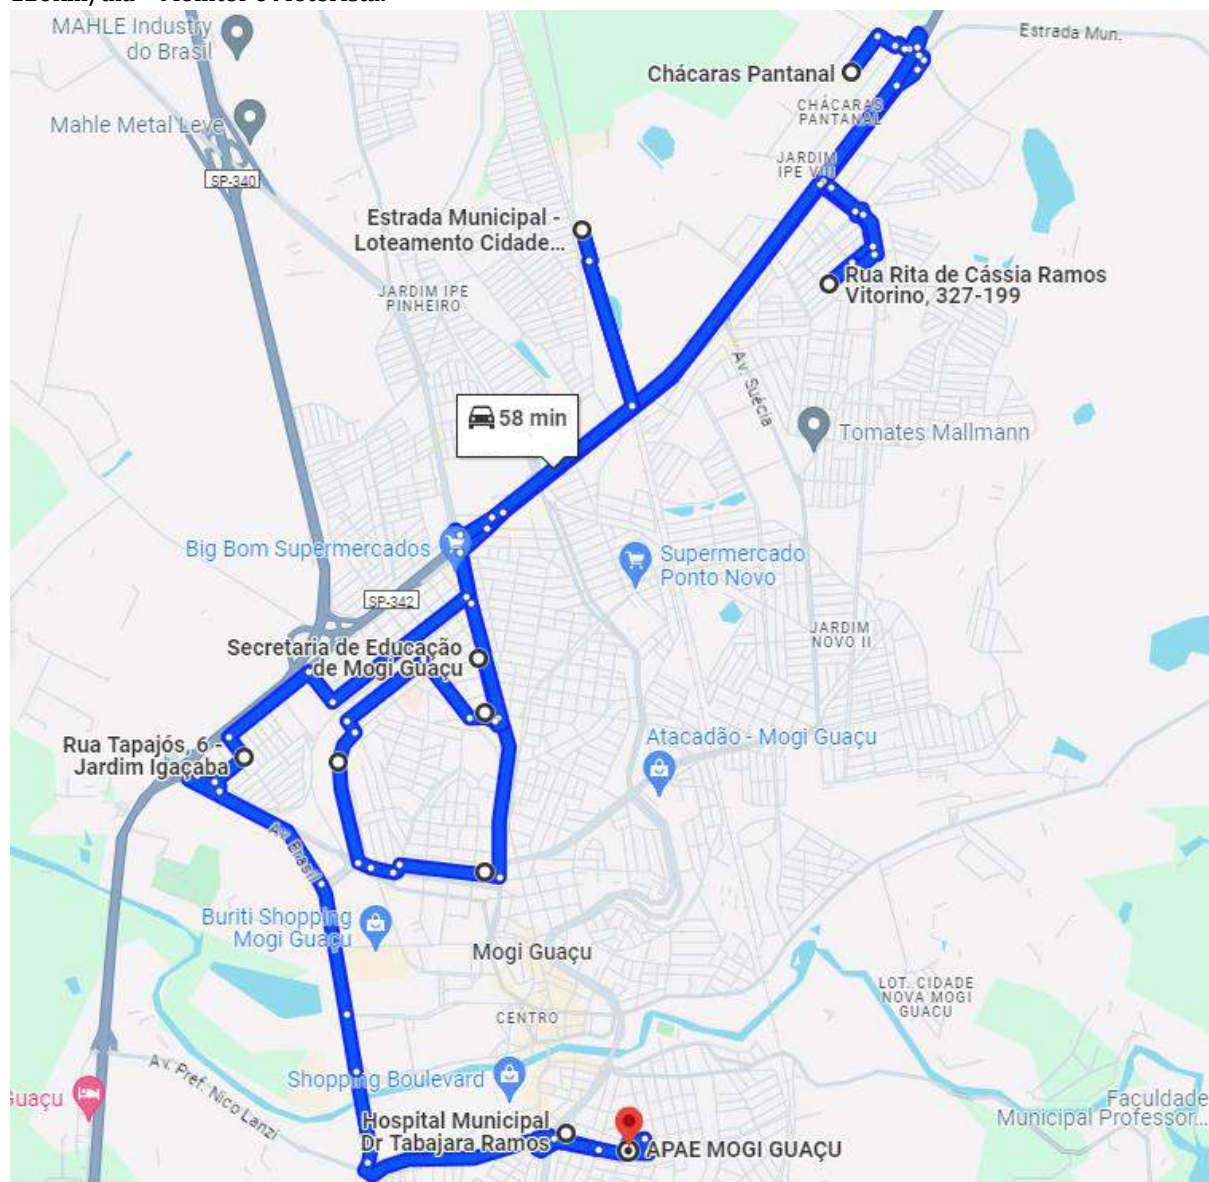 MAHLE Industry
do Brasil
Estrada Mun.
Chácaras Pantanal
CHÁCARAS
PANTANAL
Mahle Metal Leve
JARDIM
IPE VIII
SP-340
Estrada Municipal -
Loteamento Cidade...
Rua Rita de Cássia Ramos
Vitorino, 327-199
JARDIM IPE
PINHEIRO
Av. Suécia
58 min
Tomates Mallmann
Big Bom Supermercados
Supermercado
Ponto Novo
SP-342
JARDIM
NOVO II
Secretaria de Educação
de Mogi Guaçu
Rua Tapajós, 6 -
Jardim Igaçaba
Atacadão - Mogi Guaçu
Av. Brasil
Buriti Shopping
Mogi Guaçu
Mogi Guaçu
LOT. CIDADE
NOVA MOGI
GUACU
CENTRO
Av. Pref. Nico Lanzi
Shopping Boulevard
Guaçu
Faculdade
Municipal Professor...
Hospital Municipal
Dr Tabajara Ramos
APAE MOGI GUAÇU